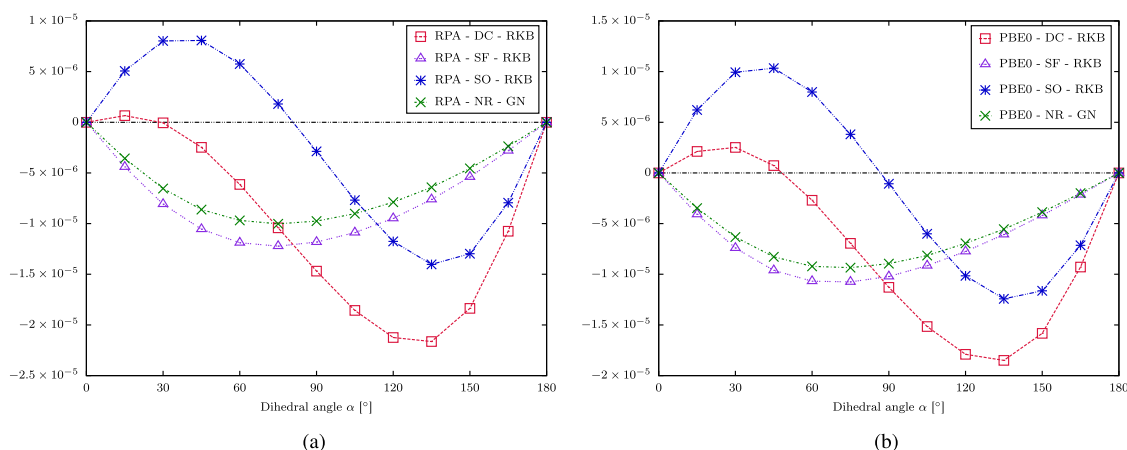 1 × 10⁻⁵
5 × 10⁻⁶
0
−5 × 10⁻⁶
−1 × 10⁻⁵
−1.5 × 10⁻⁵
−2 × 10⁻⁵
−2.5 × 10⁻⁵
RPA - DC - RKB
RPA - SF - RKB
RPA - SO - RKB
RPA - NR - GN
0 30 60 90 120 150 180
Dihedral angle α [°]
(a)
1.5 × 10⁻⁵
1 × 10⁻⁵
5 × 10⁻⁶
0
−5 × 10⁻⁶
−1 × 10⁻⁵
−1.5 × 10⁻⁵
−2 × 10⁻⁵
PBE0 - DC - RKB
PBE0 - SF - RKB
PBE0 - SO - RKB
PBE0 - NR - GN
0 30 60 90 120 150 180
Dihedral angle α [°]
(b)